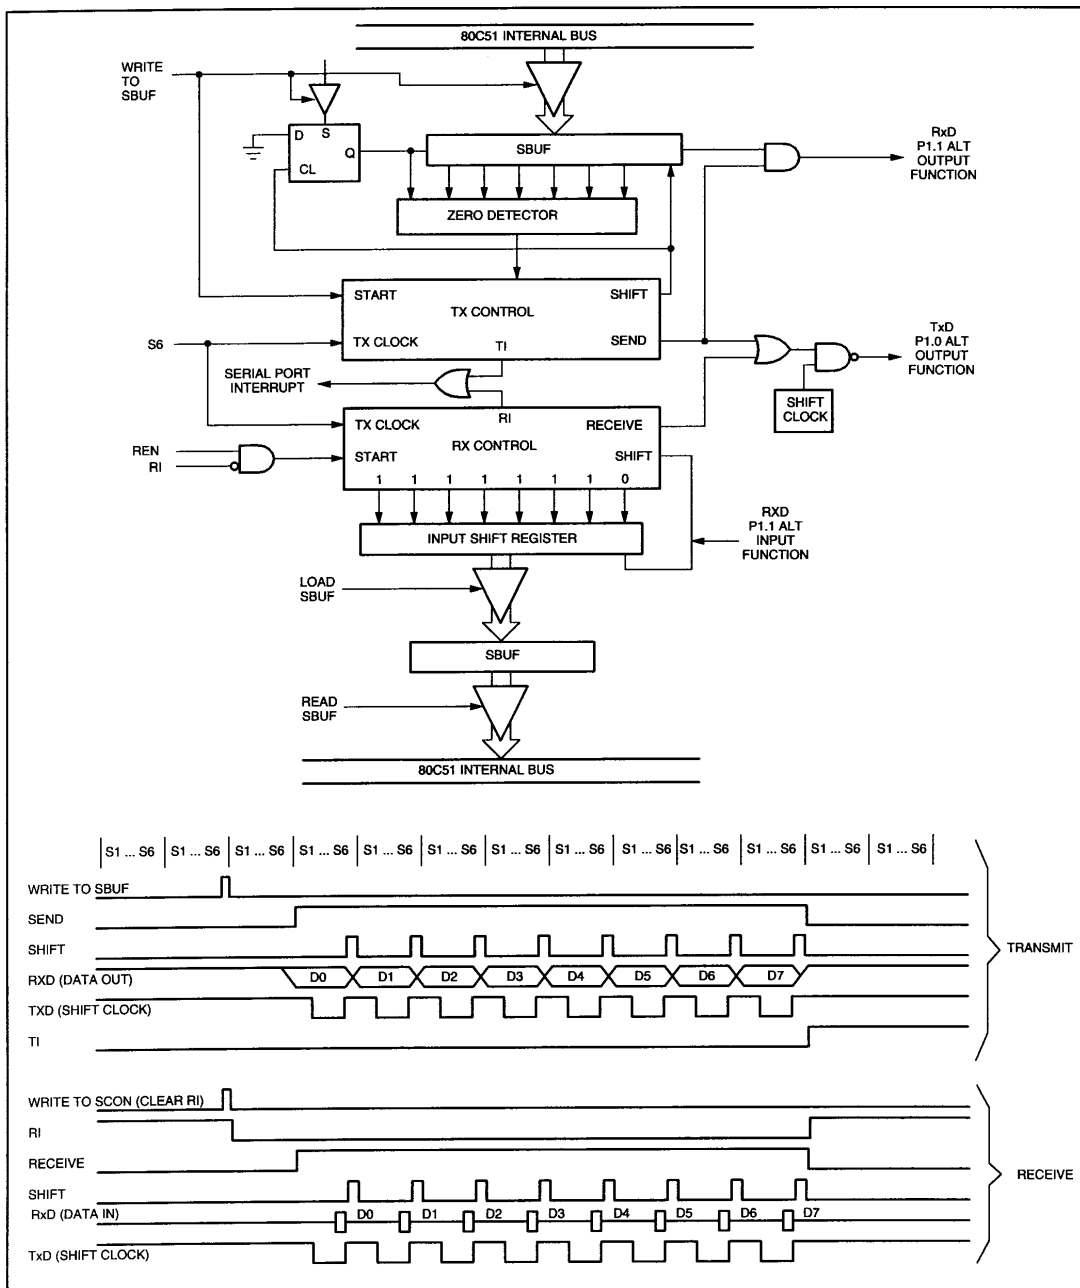 80C51 INTERNAL BUS
WRITE
TO
SBUF
D
S
Q
CL
SBUF
RxD
P1.1 ALT
OUTPUT
FUNCTION
ZERO DETECTOR
START
SHIFT
TX CONTROL
S6
TX CLOCK
TI
SEND
TxD
P1.0 ALT
OUTPUT
FUNCTION
SERIAL PORT
INTERRUPT
SHIFT
CLOCK
RI
TX CLOCK
RECEIVE
RX CONTROL
REN
RI
START
SHIFT
1 1 1 1 1 1 1 0
RXD
P1.1 ALT
INPUT
FUNCTION
INPUT SHIFT REGISTER
LOAD
SBUF
SBUF
READ
SBUF
80C51 INTERNAL BUS
S1 ... S6 S1 ... S6 S1 ... S6 S1 ... S6 S1 ... S6 S1 ... S6 S1 ... S6 S1 ... S6 S1 ... S6 S1 ... S6 S1 ... S6 S1 ... S6 S1 ... S6
WRITE TO SBUF
SEND
SHIFT
TRANSMIT
RXD (DATA OUT) D0 D1 D2 D3 D4 D5 D6 D7
TXD (SHIFT CLOCK)
TI
WRITE TO SCON (CLEAR RI)
RI
RECEIVE
RECEIVE
SHIFT
RxD (DATA IN) D0 D1 D2 D3 D4 D5 D6 D7
TxD (SHIFT CLOCK)